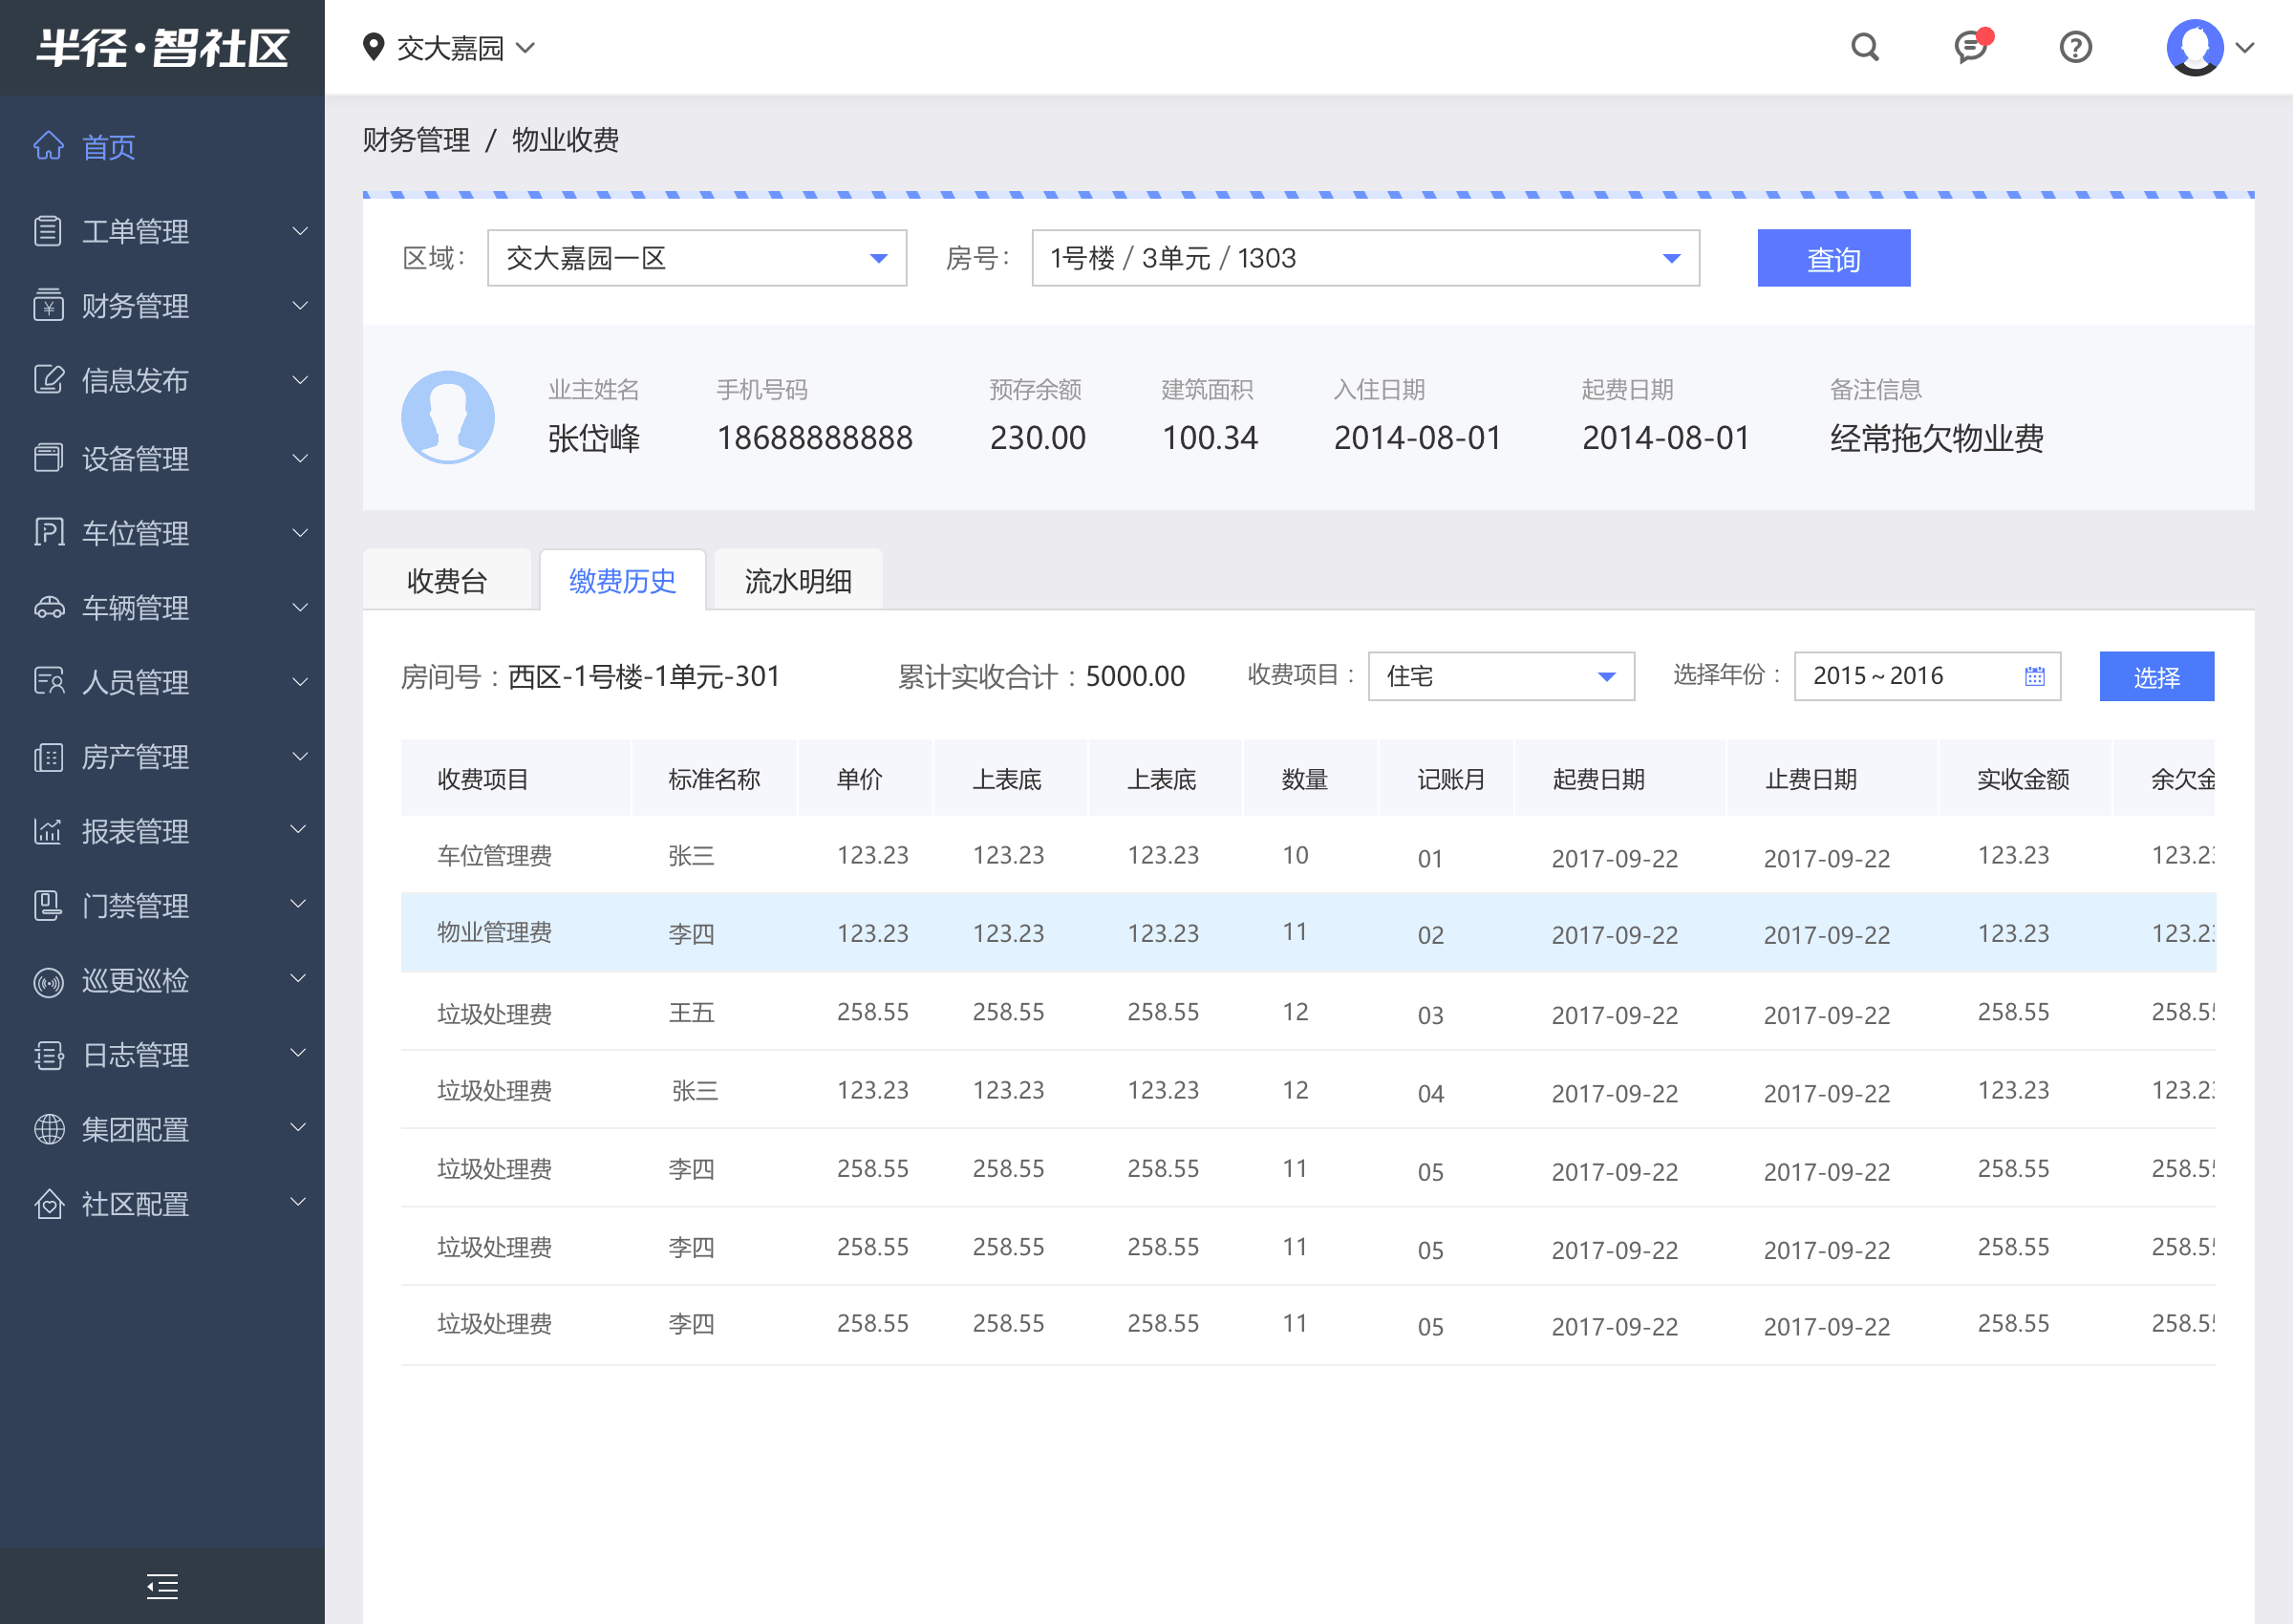 半径·智社区
交大嘉园
首页
工单管理
财务管理
信息发布
设备管理
车位管理
车辆管理
人员管理
房产管理
报表管理
门禁管理
巡更巡检
日志管理
集团配置
社区配置
财务管理 / 物业收费
区域： 交大嘉园一区 房号： 1号楼 / 3单元 / 1303 查询
业主姓名 手机号码 预存余额 建筑面积 入住日期 起费日期 备注信息
张岱峰 18688888888 230.00 100.34 2014-08-01 2014-08-01 经常拖欠物业费
收费台 缴费历史 流水明细
房间号：西区-1号楼-1单元-301 累计实收合计：5000.00 收费项目： 住宅 选择年份： 2015～2016 选择
收费项目 标准名称 单价 上表底 上表底 数量 记账月 起费日期 止费日期 实收金额 余欠金
车位管理费 张三 123.23 123.23 123.23 10 01 2017-09-22 2017-09-22 123.23 123.23
物业管理费 李四 123.23 123.23 123.23 11 02 2017-09-22 2017-09-22 123.23 123.23
垃圾处理费 王五 258.55 258.55 258.55 12 03 2017-09-22 2017-09-22 258.55 258.55
垃圾处理费 张三 123.23 123.23 123.23 12 04 2017-09-22 2017-09-22 123.23 123.23
垃圾处理费 李四 258.55 258.55 258.55 11 05 2017-09-22 2017-09-22 258.55 258.55
垃圾处理费 李四 258.55 258.55 258.55 11 05 2017-09-22 2017-09-22 258.55 258.55
垃圾处理费 李四 258.55 258.55 258.55 11 05 2017-09-22 2017-09-22 258.55 258.55